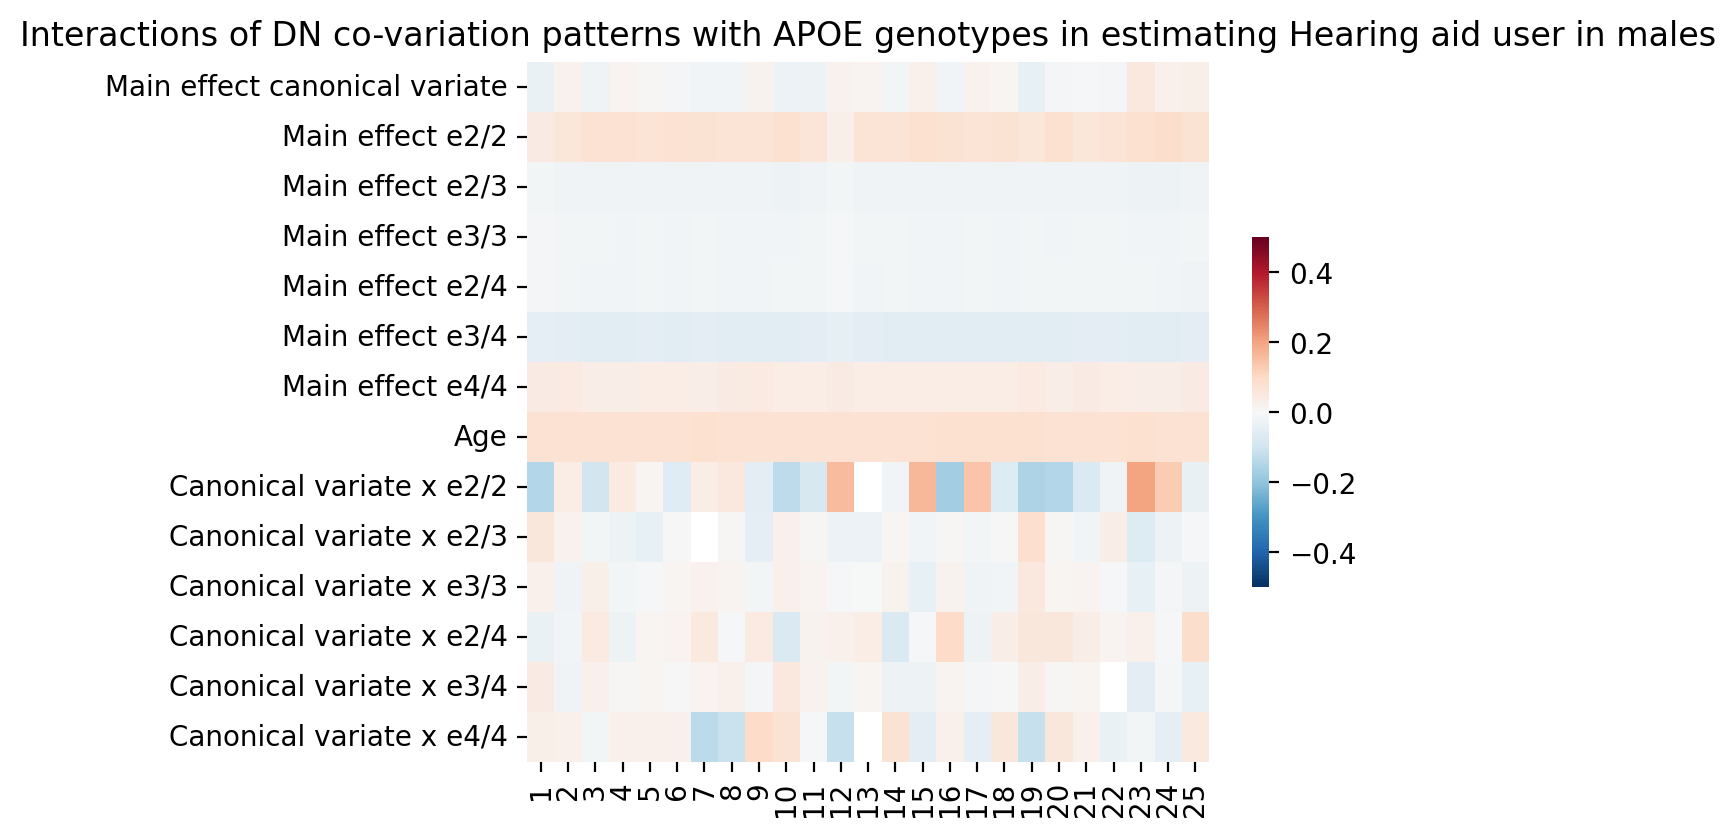 Interactions of DN co-variation patterns with APOE genotypes in estimating Hearing aid user in males
Main effect canonical variate
Main effect e2/2
Main effect e2/3
Main effect e3/3
Main effect e2/4
Main effect e3/4
Main effect e4/4
Age
Canonical variate x e2/2
Canonical variate x e2/3
Canonical variate x e3/3
Canonical variate x e2/4
Canonical variate x e3/4
Canonical variate x e4/4
1 2 3 4 5 6 7 8 9 10 11 12 13 14 15 16 17 18 19 20 21 22 23 24 25
0.4
0.2
0.0
−0.2
−0.4